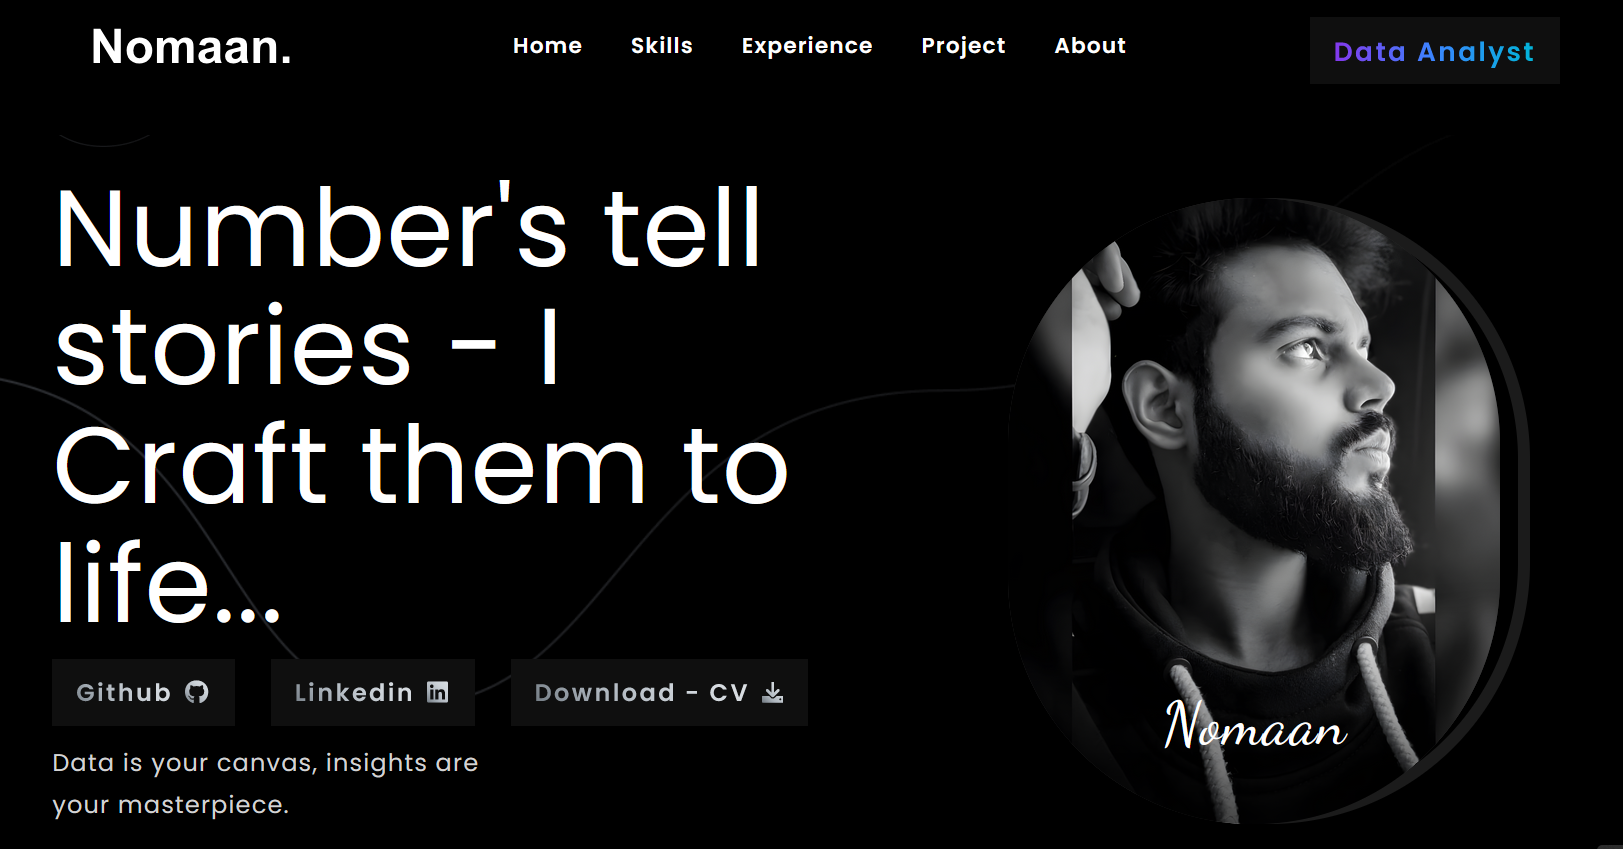 Nomaan.
Home Skills Experience Project About
Data Analyst
Number's tell
stories - I
Craft them to
life...
Github Linkedin Download - CV
Data is your canvas, insights are
your masterpiece.
Nomaan